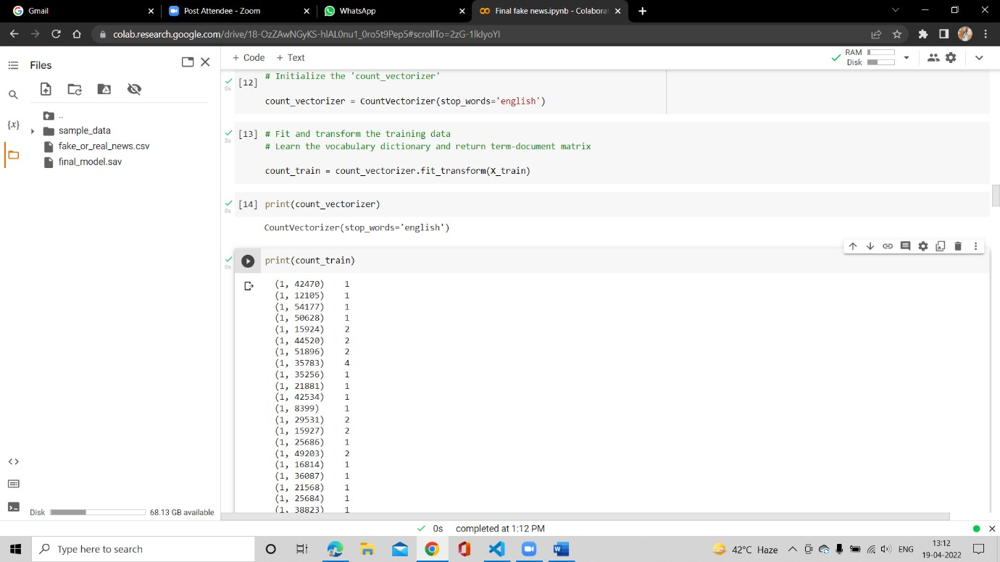 Gmail
Post Attendee - Zoom
WhatsApp
Final fake news.ipynb - Colabora
colab.research.google.com/drive/18-OzZAwNGyKS-hlAL0nu1_0ro5t9Pep5#scrollTo=2zG-1lklyoYl
Files
+ Code + Text
RAM
Disk
..
sample_data
fake_or_real_news.csv
final_model.sav
{x}
[12]
0s
# Initialize the 'count_vectorizer'
count_vectorizer = CountVectorizer(stop_words='english')
[13] # Fit and transform the training data
3s
# Learn the vocabulary dictionary and return term-document matrix
count_train = count_vectorizer.fit_transform(X_train)
[14] print(count_vectorizer)
0s
CountVectorizer(stop_words='english')
print(count_train)
0s
(1, 42470) 1
(1, 12105) 1
(1, 54177) 1
(1, 50628) 1
(1, 15924) 2
(1, 44520) 2
(1, 51896) 2
(1, 35783) 4
(1, 35256) 1
(1, 21881) 1
(1, 42534) 1
(1, 8399) 1
(1, 29531) 2
(1, 15927) 2
(1, 25686) 1
(1, 49203) 2
(1, 16814) 1
(1, 36087) 1
(1, 21568) 1
(1, 25684) 1
(1, 38823) 1
Disk 68.13 GB available
0s completed at 1:12 PM
Type here to search
42°C Haze
ENG
13:12
19-04-2022